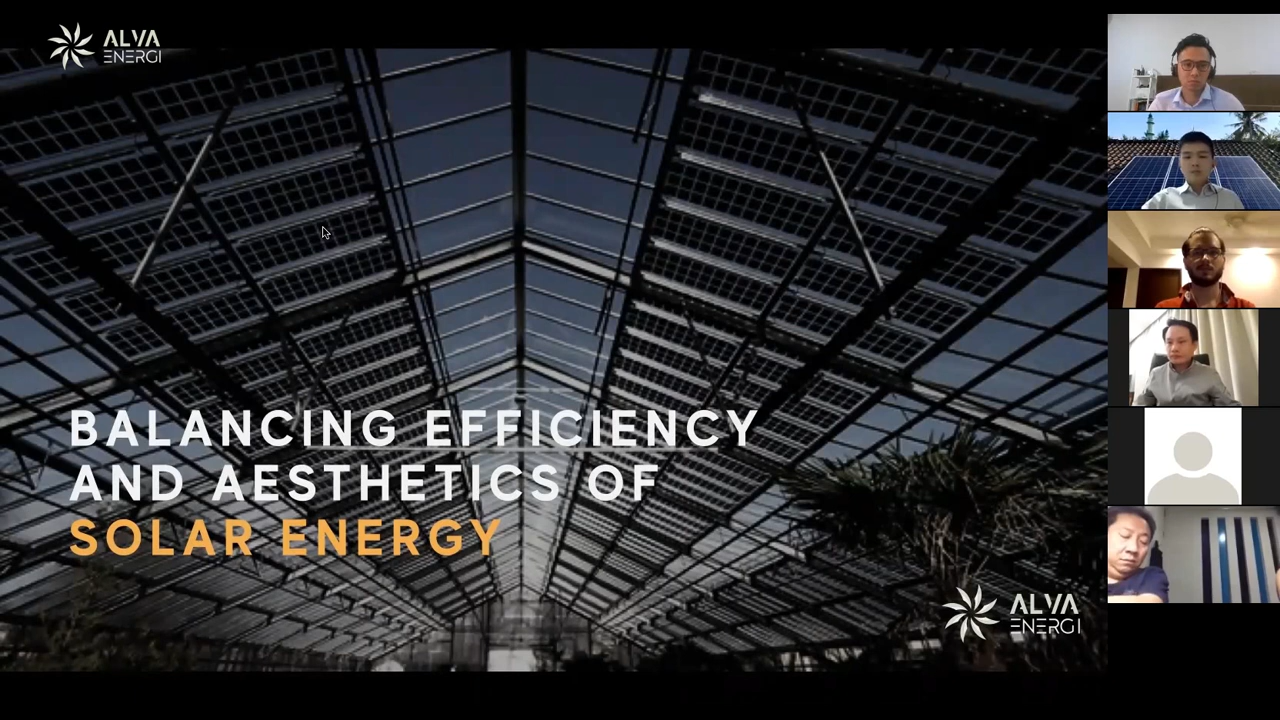 ALVA
ENERGI
BALANCING EFFICIENCY
AND AESTHETICS OF
SOLAR ENERGY
ALVA
ENERGI